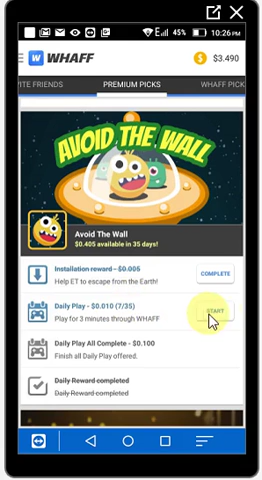 45% 10:26PM
W WHAFF $3.490
ITE FRIENDS PREMIUM PICKS WHAFF PICK
AVOID THE WALL
Avoid The Wall
$0.405 available in 35 days!
Installation reward - $0.005
Help ET to escape from the Earth!
COMPLETE
Daily Play - $0.010 (7/35)
Play for 3 minutes through WHAFF
START
Daily Play All Complete - $0.100
Finish all Daily Play offered.
Daily Reward completed
Daily Reward completed